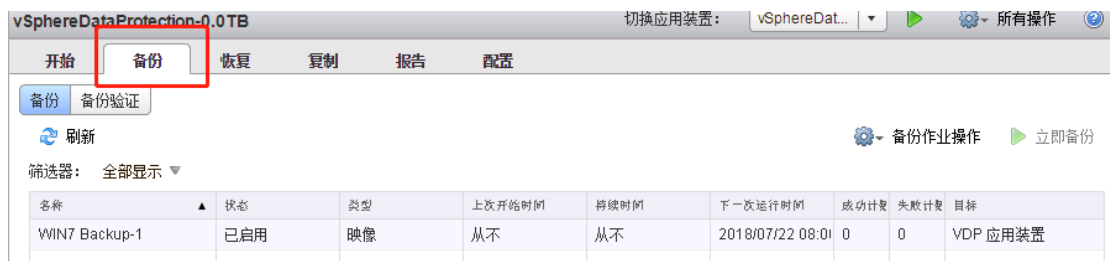 vSphereDataProtection-0.0TB 切换应用装置： vSphereDat... 所有操作
开始 备份 恢复 复制 报告 配置
备份 备份验证
刷新 备份作业操作 立即备份
筛选器： 全部显示
名称 状态 类型 上次开始时间 持续时间 下一次运行时间 成功计 失败计 目标
WIN7 Backup-1 已启用 映像 从不 从不 2018/07/22 08:0 0 0 VDP 应用装置